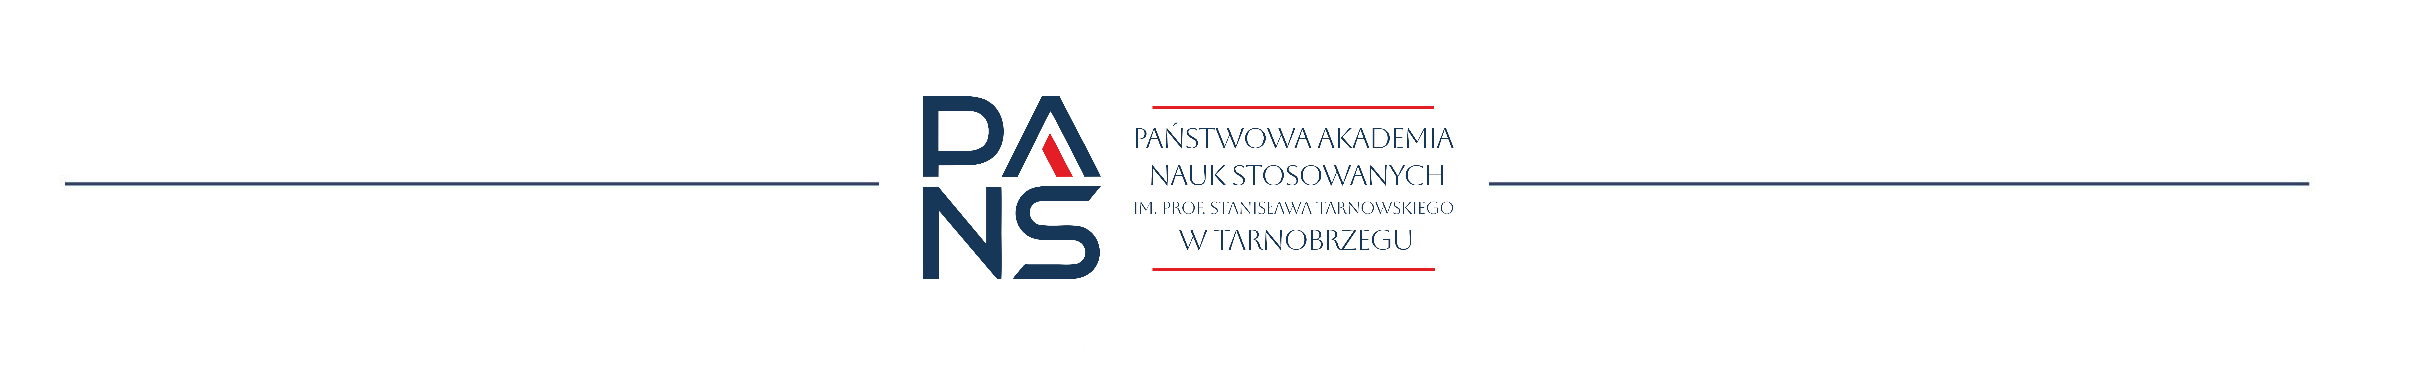 PANS
PAŃSTWOWA AKADEMIA
NAUK STOSOWANYCH
IM. PROF. STANISŁAWA TARNOWSKIEGO
W TARNOBRZEGU